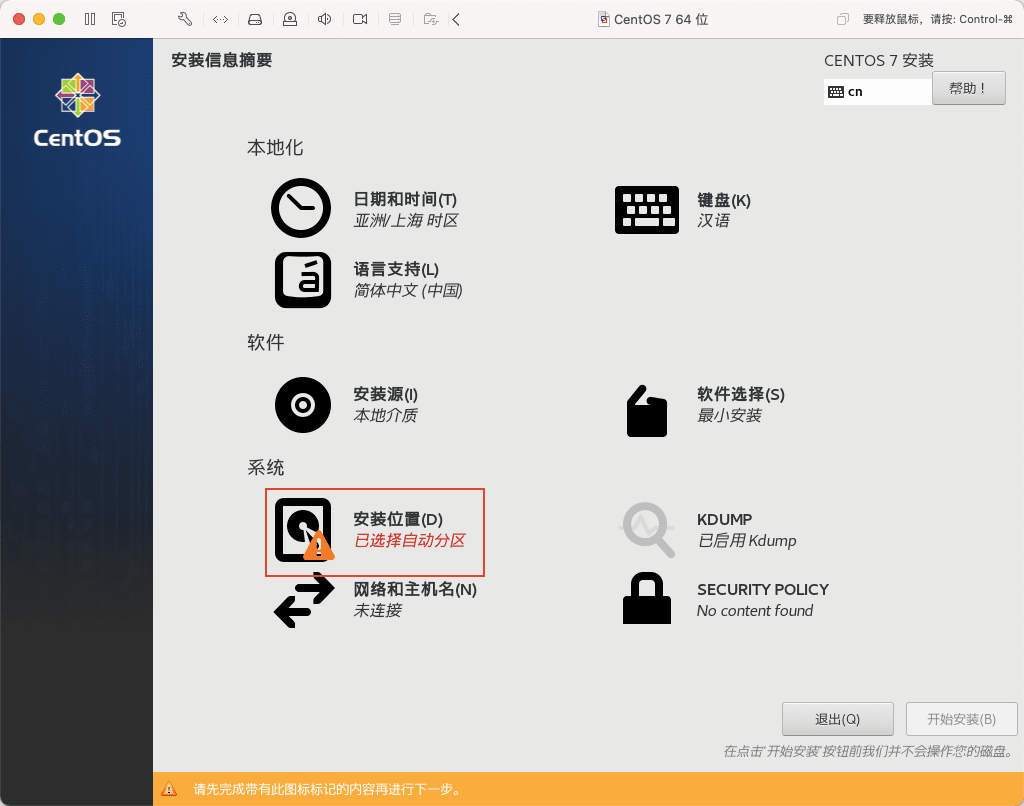 CentOS 7 64 位
要释放鼠标，请按: Control-⌘
CentOS
安装信息摘要
CENTOS 7 安装
cn
帮助！
本地化
日期和时间(T)
亚洲/上海 时区
键盘(K)
汉语
á
语言支持(L)
简体中文 (中国)
软件
安装源(I)
本地介质
软件选择(S)
最小安装
系统
安装位置(D)
已选择自动分区
KDUMP
已启用 Kdump
网络和主机名(N)
未连接
SECURITY POLICY
No content found
退出(Q)
开始安装(B)
在点击'开始安装'按钮前我们并不会操作您的磁盘。
请先完成带有此图标标记的内容再进行下一步。